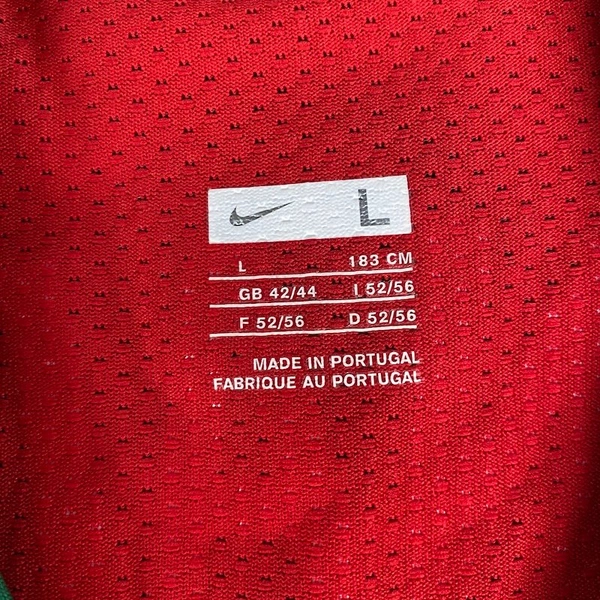 L
L 183 CM
GB 42/44 I 52/56
F 52/56 D 52/56
MADE IN PORTUGAL
FABRIQUE AU PORTUGAL